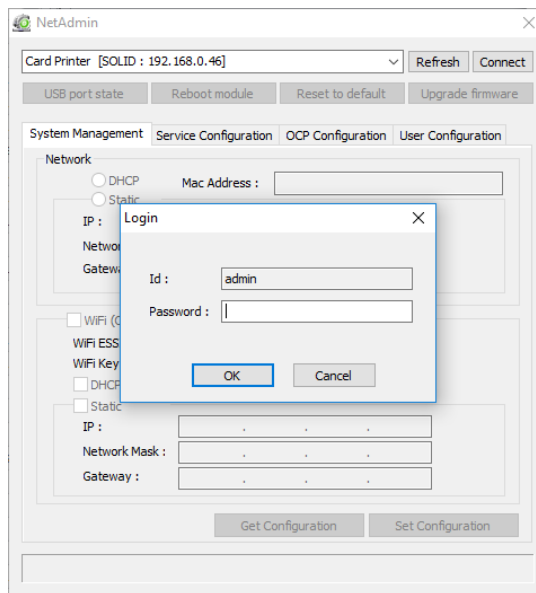 NetAdmin
Card Printer [SOLID : 192.168.0.46]
Refresh
Connect
USB port state
Reboot module
Reset to default
Upgrade firmware
System Management
Service Configuration
OCP Configuration
User Configuration
Network
DHCP
Mac Address :
Static
IP :
Login
Id :
admin
Password :
OK
Cancel
WiFi
WiFi ESS
WiFi Key
DHCP
Static
IP :
Network Mask :
Gateway :
Get Configuration
Set Configuration